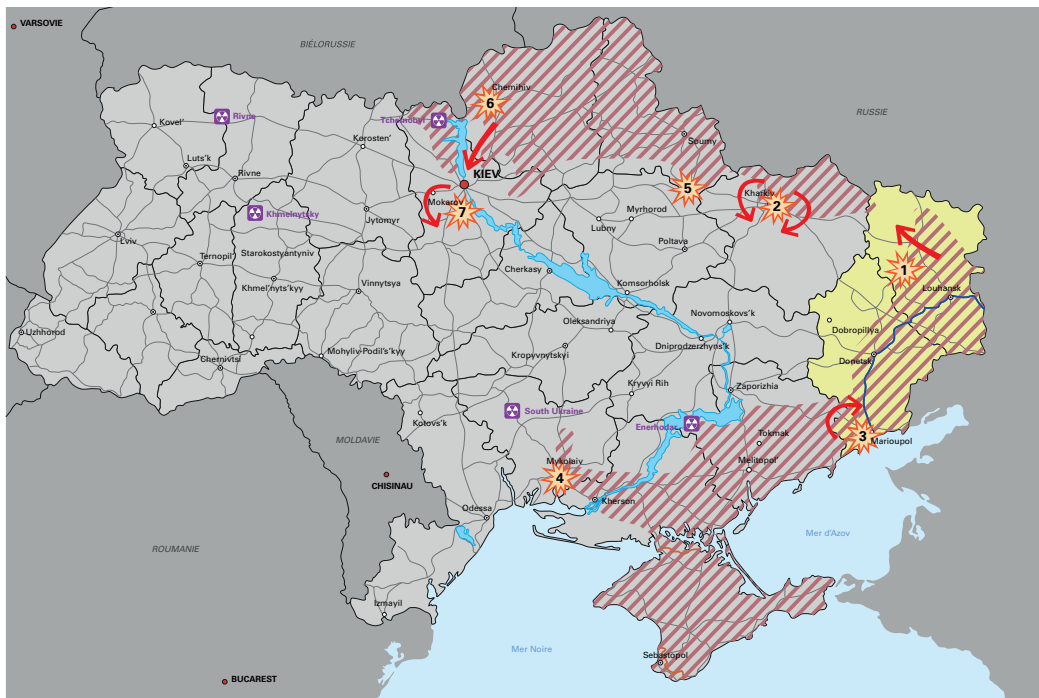 VARSOVIE
BIÉLORUSSIE
RUSSIE
Chernihiv
6
Tchernobyl
Rivne
Kovel'
Korosten'
Soumy
Luts'k
Rivne
KIEV
5
Kharkiv
2
Mokarov
7
Khmelnytsky
Jytomyr
Myrhorod
Lubny
Poltava
Lviv
Starokostyantyniv
Ternopil'
1
Cherkasy
Khmel'nyts'kyy
Vinnytsya
Komsorholsk
Louhansk
Novomoskovs'k
Oleksandriya
Dobropillya
Uzhhorod
Dniprodzerzhyns'k
Chernivtsi
Mohyliv-Podil's'kyy
Kropyvnytskyi
Donetsk
Kryvyi Rih
Zaporizhia
South Ukraine
Kotovs'k
Enerhodar
Tokmak
3
Marioupol
MOLDAVIE
Mykolaiv
Melitopol'
4
CHISINAU
Kherson
Odessa
Mer d'Azov
ROUMANIE
Izmayil
Mer Noire
Sebastopol
BUCAREST